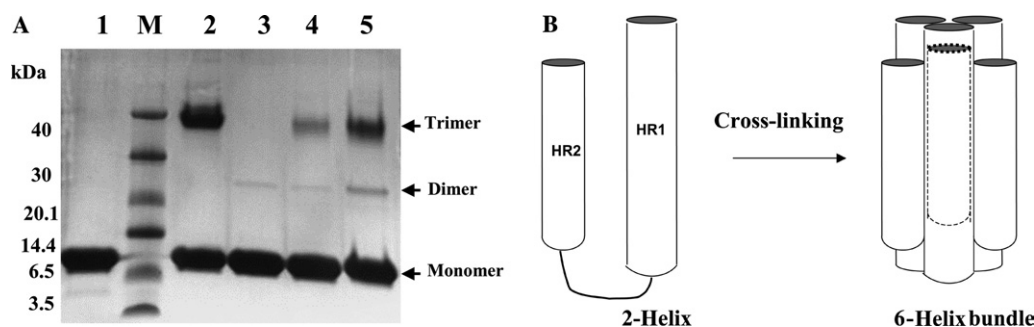 A
1 M 2 3 4 5
kDa
40
30
20.1
14.4
6.5
3.5
Trimer
Dimer
Monomer
B
HR2
HR1
Cross-linking
2-Helix
6-Helix bundle